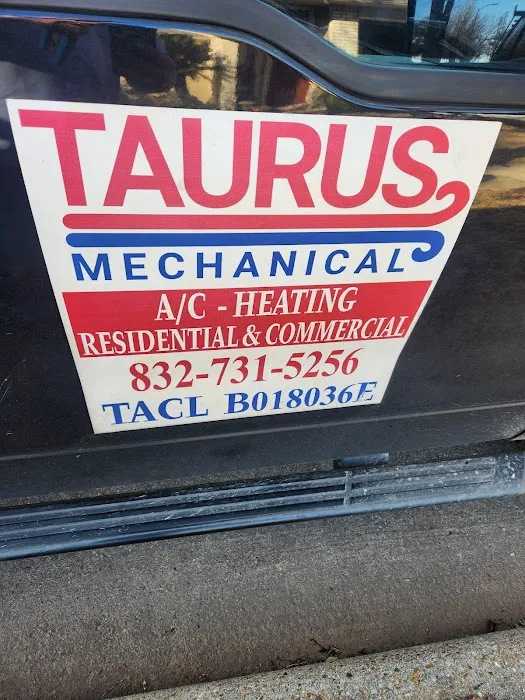 TAURUS
MECHANICAL
A/C - HEATING
RESIDENTIAL & COMMERCIAL
832-731-5256
TACL B018036E